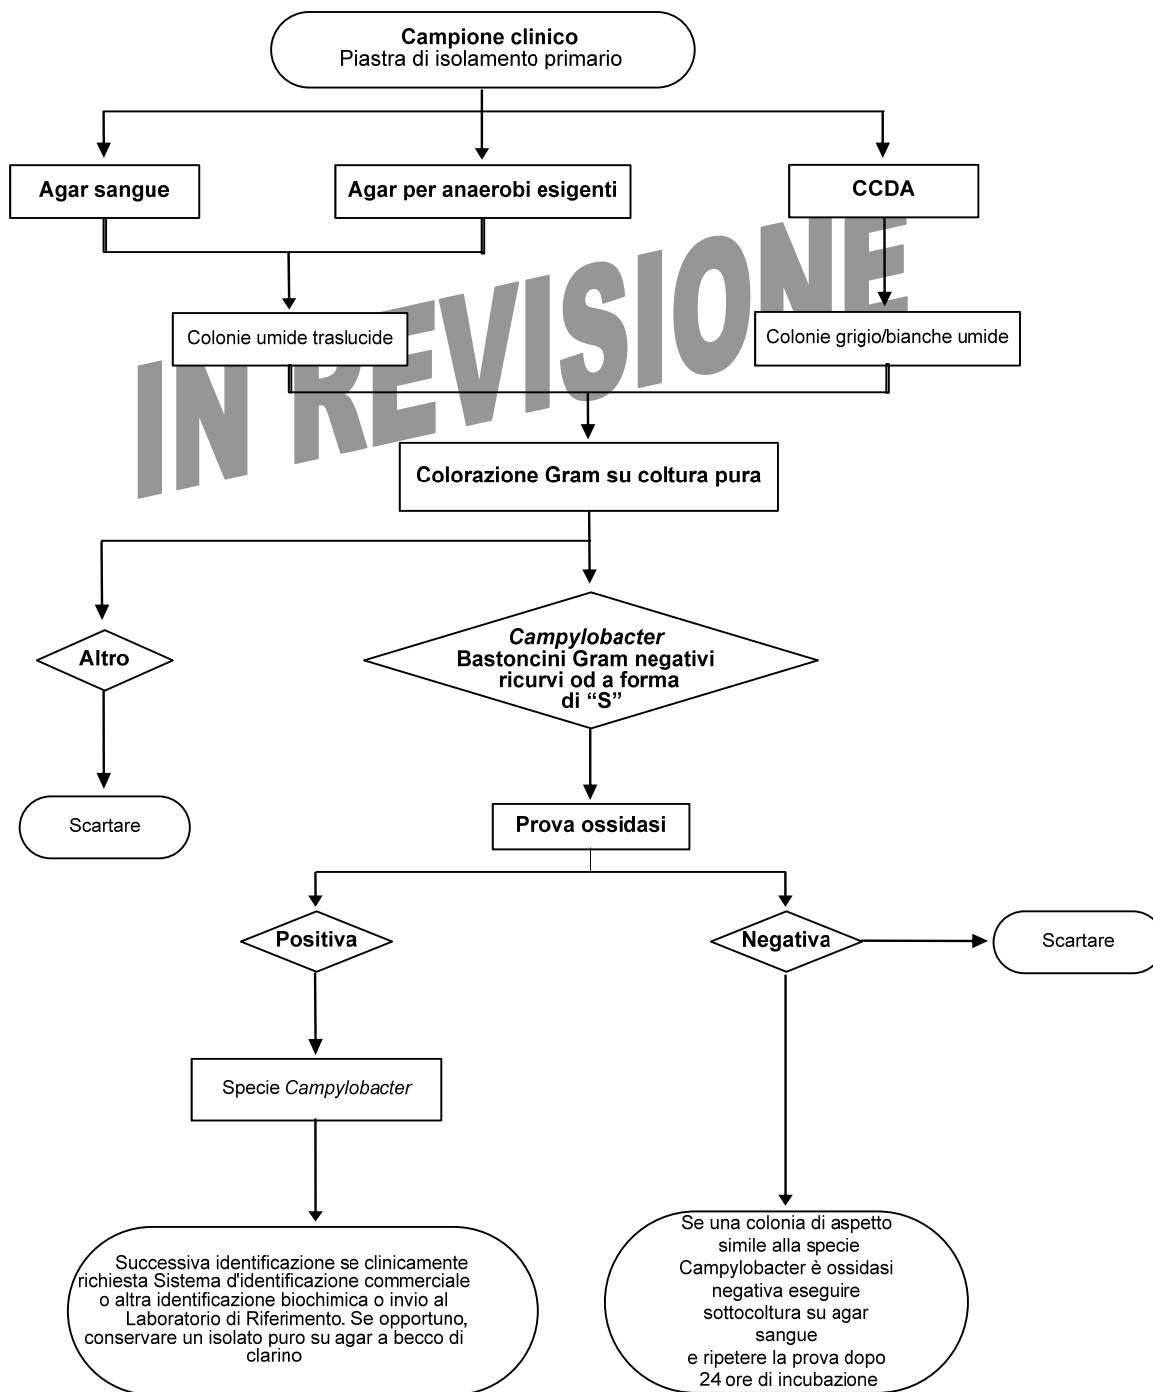 Campione clinico
Piastra di isolamento primario
Agar sangue
Agar per anaerobi esigenti
CCDA
IN REVISIONE
Colonie umide traslucide
Colonie grigio/bianche umide
Colorazione Gram su coltura pura
Altro
Campylobacter
Bastoncini Gram negativi
ricurvi od a forma
di “S”
Scartare
Prova ossidasi
Positiva
Negativa
Scartare
Specie Campylobacter
Successiva identificazione se clinicamente
richiesta Sistema d'identificazione commerciale
o altra identificazione biochimica o invio al
Laboratorio di Riferimento. Se opportuno,
conservare un isolato puro su agar a becco di
clarino
Se una colonia di aspetto
simile alla specie
Campylobacter è ossidasi
negativa eseguire
sottocoltura su agar
sangue
e ripetere la prova dopo
24 ore di incubazione